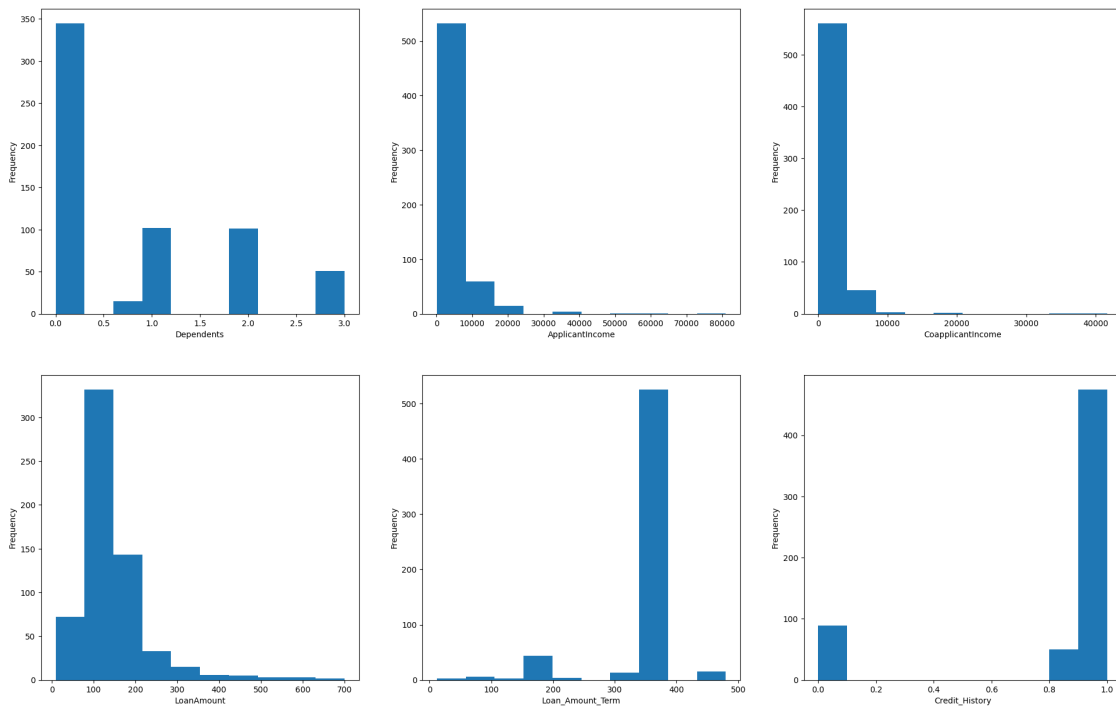 350
300
250
200
150
100
50
0
Frequency
0.0 0.5 1.0 1.5 2.0 2.5 3.0
Dependents
500
400
300
200
100
0
Frequency
0 10000 20000 30000 40000 50000 60000 70000 80000
ApplicantIncome
500
400
300
200
100
0
Frequency
0 10000 20000 30000 40000
CoapplicantIncome
300
250
200
150
100
50
0
Frequency
0 100 200 300 400 500 600 700
LoanAmount
500
400
300
200
100
0
Frequency
0 100 200 300 400 500
Loan_Amount_Term
400
300
200
100
0
Frequency
0.0 0.2 0.4 0.6 0.8 1.0
Credit_History